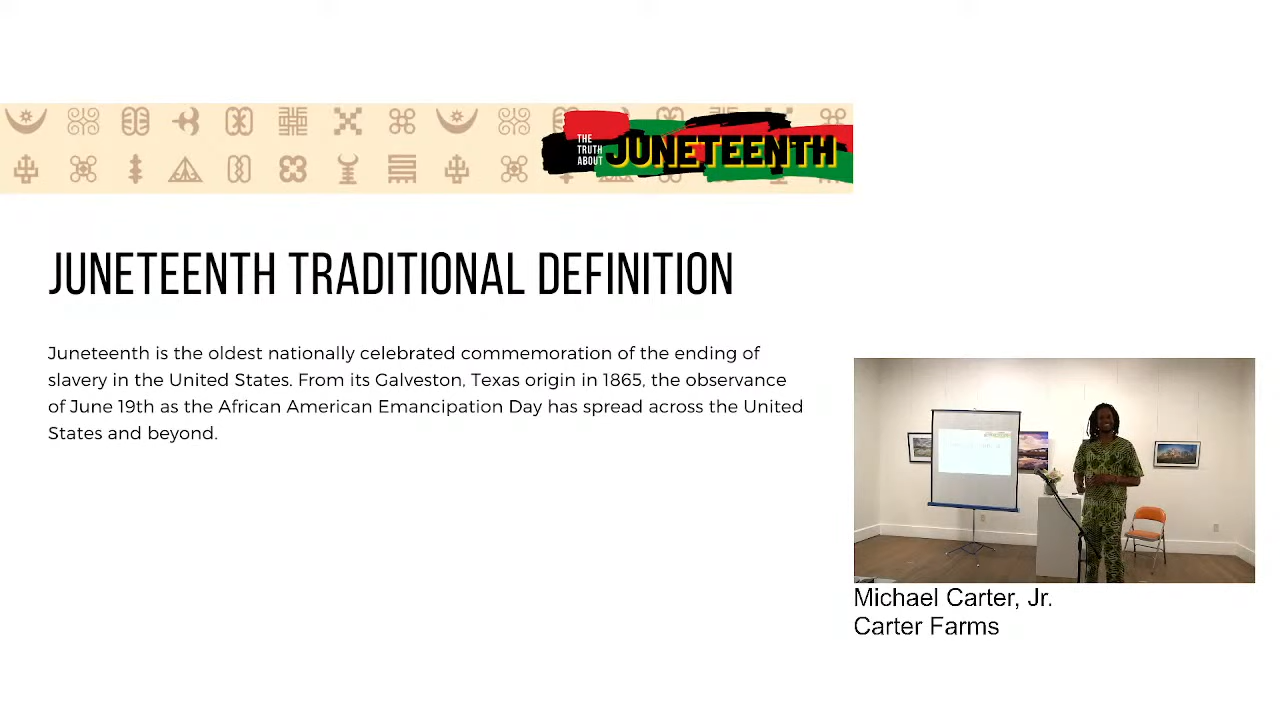 THE
TRUTH
ABOUT
JUNETEENTH
JUNETEENTH TRADITIONAL DEFINITION
Juneteenth is the oldest nationally celebrated commemoration of the ending of
slavery in the United States. From its Galveston, Texas origin in 1865, the observance
of June 19th as the African American Emancipation Day has spread across the United
States and beyond.
Michael Carter, Jr.
Carter Farms